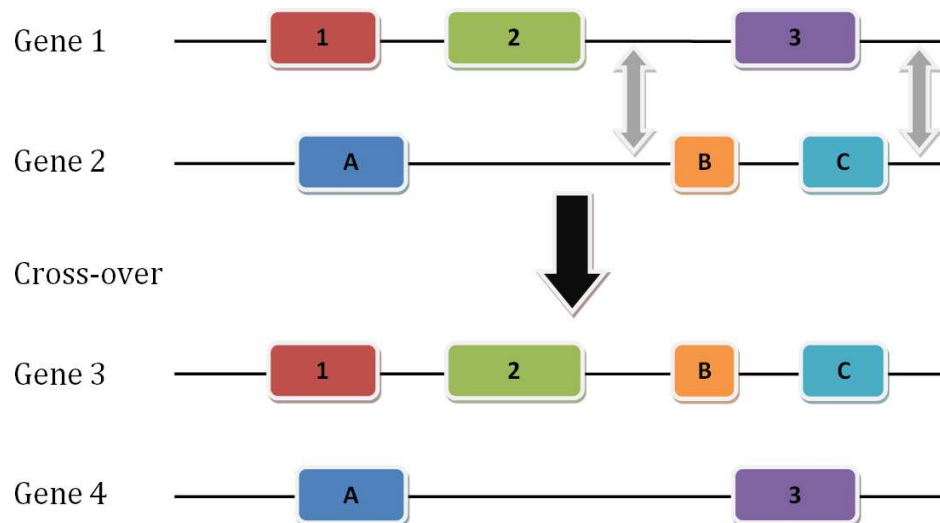 Gene 1 1 2 3
Gene 2 A B C
Cross-over
Gene 3 1 2 B C
Gene 4 A 3